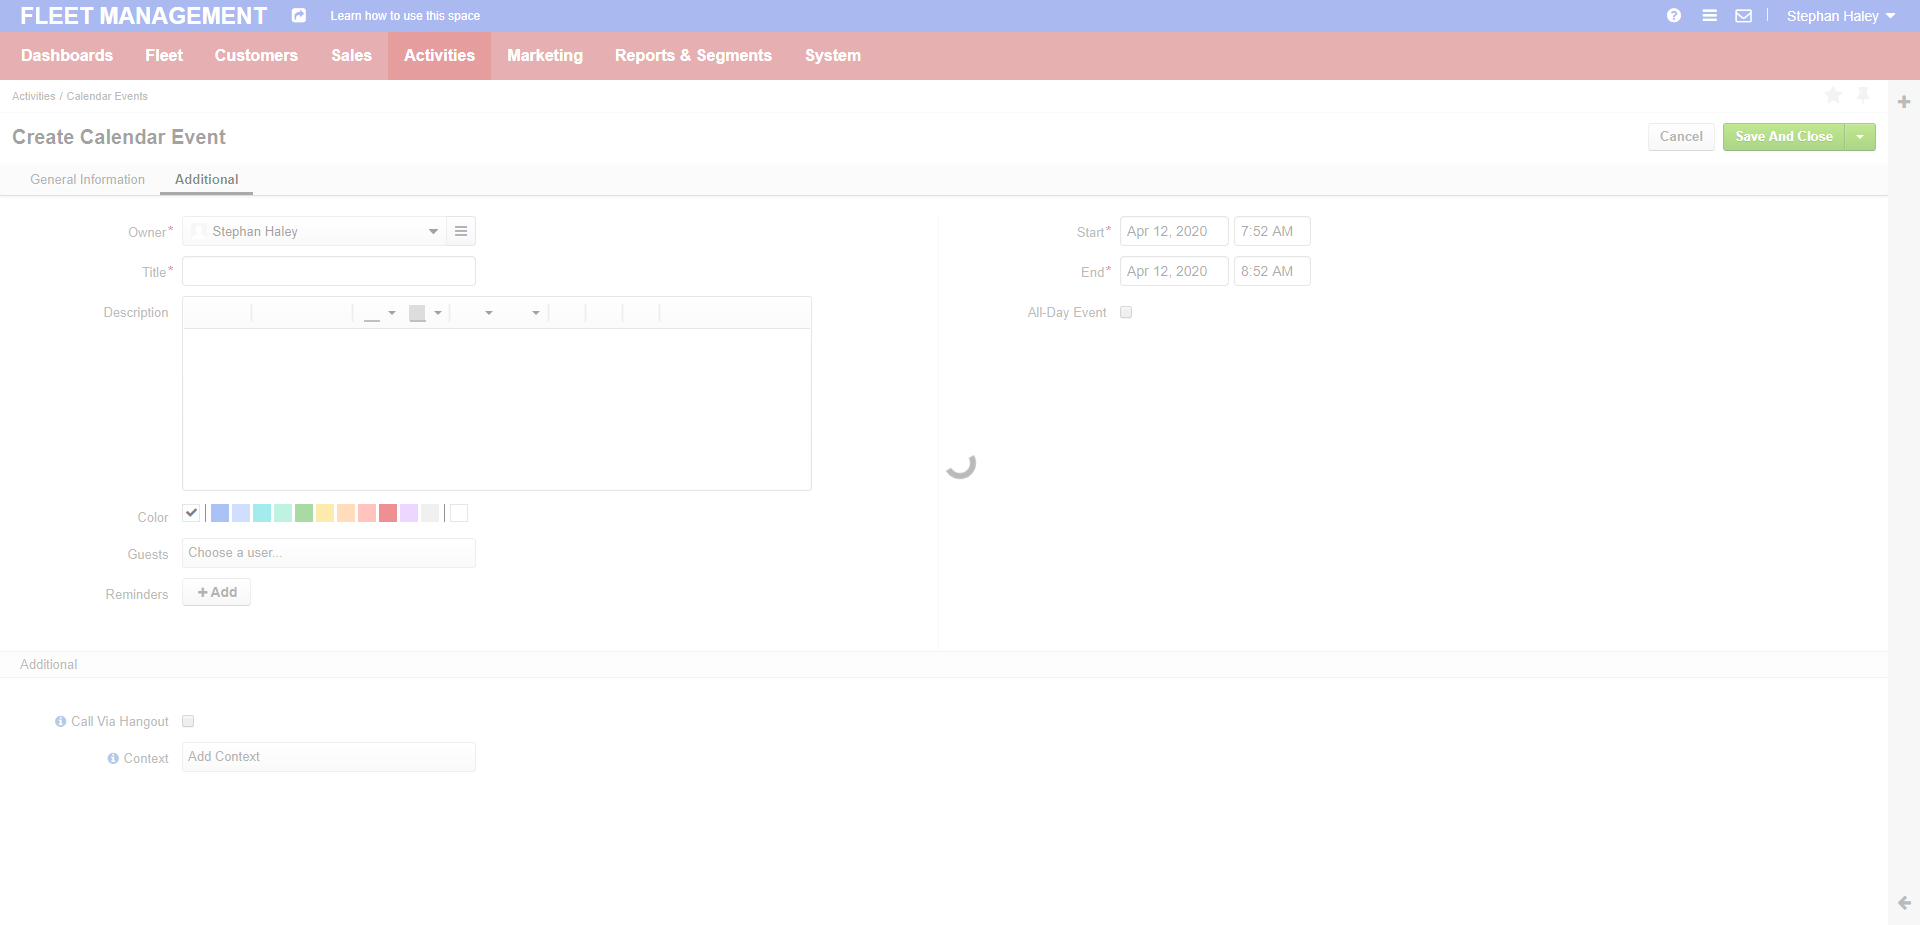 FLEET MANAGEMENT Learn how to use this space Stephan Haley
Dashboards Fleet Customers Sales Activities Marketing Reports & Segments System
Activities / Calendar Events
Create Calendar Event Cancel Save And Close
General Information Additional
Owner* Stephan Haley Start* Apr 12, 2020 7:52 AM
Title* End* Apr 12, 2020 8:52 AM
Description All-Day Event
Color
Guests Choose a user...
Reminders + Add
Additional
Call Via Hangout
Context Add Context